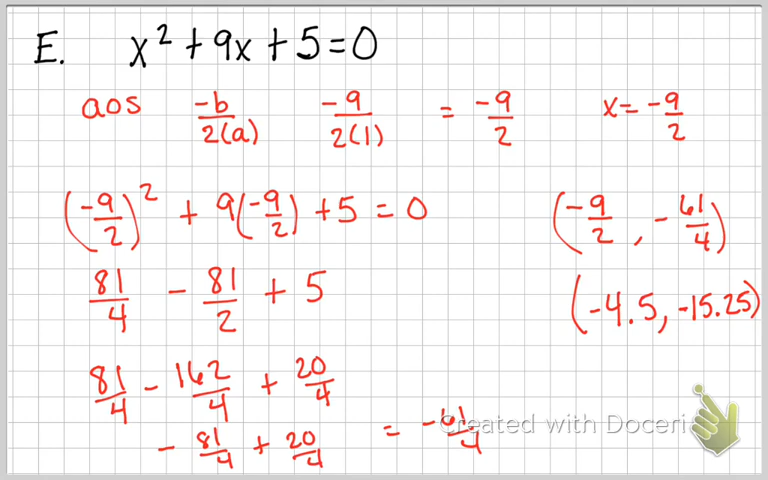 E. x² + 9x + 5 = 0
aos -b/2(a) -9/2(1) = -9/2 x = -9/2
(-9/2)² + 9(-9/2) + 5 = 0 (-9/2, -61/4)
81/4 - 81/2 + 5 (-4.5, -15.25)
81/4 - 162/4 + 20/4
- 81/4 + 20/4 = -61/4
Created with Doceri